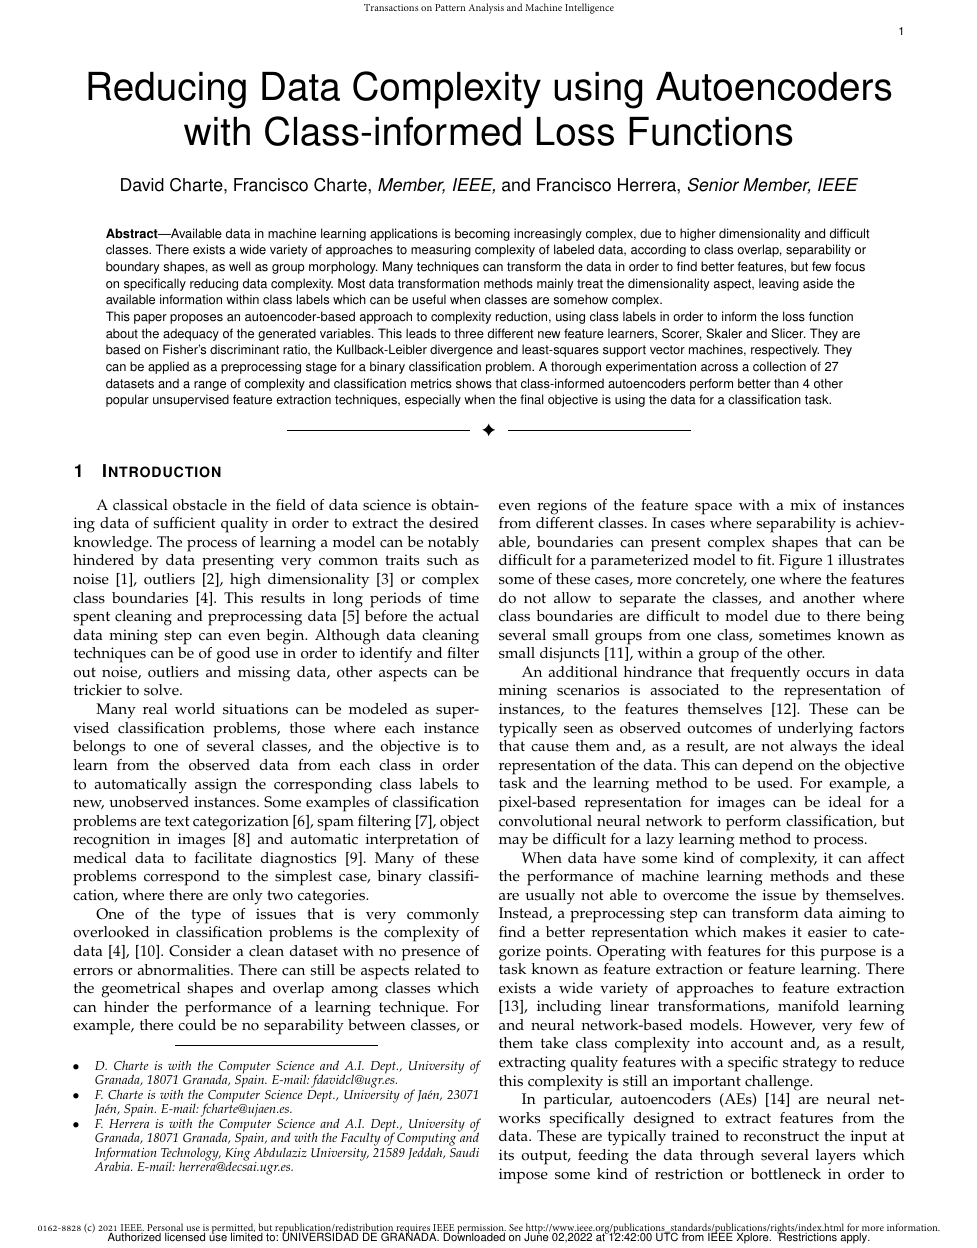 Transactions on Pattern Analysis and Machine Intelligence
1
Reducing Data Complexity using Autoencoders
with Class-informed Loss Functions
David Charte, Francisco Charte, Member, IEEE, and Francisco Herrera, Senior Member, IEEE
Abstract—Available data in machine learning applications is becoming increasingly complex, due to higher dimensionality and difficult
classes. There exists a wide variety of approaches to measuring complexity of labeled data, according to class overlap, separability or
boundary shapes, as well as group morphology. Many techniques can transform the data in order to find better features, but few focus
on specifically reducing data complexity. Most data transformation methods mainly treat the dimensionality aspect, leaving aside the
available information within class labels which can be useful when classes are somehow complex.
This paper proposes an autoencoder-based approach to complexity reduction, using class labels in order to inform the loss function
about the adequacy of the generated variables. This leads to three different new feature learners, Scorer, Skaler and Slicer. They are
based on Fisher's discriminant ratio, the Kullback-Leibler divergence and least-squares support vector machines, respectively. They
can be applied as a preprocessing stage for a binary classification problem. A thorough experimentation across a collection of 27
datasets and a range of complexity and classification metrics shows that class-informed autoencoders perform better than 4 other
popular unsupervised feature extraction techniques, especially when the final objective is using the data for a classification task.
1 INTRODUCTION
A classical obstacle in the field of data science is obtain-
ing data of sufficient quality in order to extract the desired
knowledge. The process of learning a model can be notably
hindered by data presenting very common traits such as
noise [1], outliers [2], high dimensionality [3] or complex
class boundaries [4]. This results in long periods of time
spent cleaning and preprocessing data [5] before the actual
data mining step can even begin. Although data cleaning
techniques can be of good use in order to identify and filter
out noise, outliers and missing data, other aspects can be
trickier to solve.
Many real world situations can be modeled as super-
vised classification problems, those where each instance
belongs to one of several classes, and the objective is to
learn from the observed data from each class in order
to automatically assign the corresponding class labels to
new, unobserved instances. Some examples of classification
problems are text categorization [6], spam filtering [7], object
recognition in images [8] and automatic interpretation of
medical data to facilitate diagnostics [9]. Many of these
problems correspond to the simplest case, binary classifi-
cation, where there are only two categories.
One of the type of issues that is very commonly
overlooked in classification problems is the complexity of
data [4], [10]. Consider a clean dataset with no presence of
errors or abnormalities. There can still be aspects related to
the geometrical shapes and overlap among classes which
can hinder the performance of a learning technique. For
example, there could be no separability between classes, or
• D. Charte is with the Computer Science and A.I. Dept., University of
Granada, 18071 Granada, Spain. E-mail: fdavidcl@ugr.es.
• F. Charte is with the Computer Science Dept., University of Jaén, 23071
Jaén, Spain. E-mail: fcharte@ujaen.es.
• F. Herrera is with the Computer Science and A.I. Dept., University of
Granada, 18071 Granada, Spain, and with the Faculty of Computing and
Information Technology, King Abdulaziz University, 21589 Jeddah, Saudi
Arabia. E-mail: herrera@decsai.ugr.es.
even regions of the feature space with a mix of instances
from different classes. In cases where separability is achiev-
able, boundaries can present complex shapes that can be
difficult for a parameterized model to fit. Figure 1 illustrates
some of these cases, more concretely, one where the features
do not allow to separate the classes, and another where
class boundaries are difficult to model due to there being
several small groups from one class, sometimes known as
small disjuncts [11], within a group of the other.
An additional hindrance that frequently occurs in data
mining scenarios is associated to the representation of
instances, to the features themselves [12]. These can be
typically seen as observed outcomes of underlying factors
that cause them and, as a result, are not always the ideal
representation of the data. This can depend on the objective
task and the learning method to be used. For example, a
pixel-based representation for images can be ideal for a
convolutional neural network to perform classification, but
may be difficult for a lazy learning method to process.
When data have some kind of complexity, it can affect
the performance of machine learning methods and these
are usually not able to overcome the issue by themselves.
Instead, a preprocessing step can transform data aiming to
find a better representation which makes it easier to cate-
gorize points. Operating with features for this purpose is a
task known as feature extraction or feature learning. There
exists a wide variety of approaches to feature extraction
[13], including linear transformations, manifold learning
and neural network-based models. However, very few of
them take class complexity into account and, as a result,
extracting quality features with a specific strategy to reduce
this complexity is still an important challenge.
In particular, autoencoders (AEs) [14] are neural net-
works specifically designed to extract features from the
data. These are typically trained to reconstruct the input at
its output, feeding the data through several layers which
impose some kind of restriction or bottleneck in order to
0162-8828 (c) 2021 IEEE. Personal use is permitted, but republication/redistribution requires IEEE permission. See http://www.ieee.org/publications_standards/publications/rights/index.html for more information.
Authorized licensed use limited to: UNIVERSIDAD DE GRANADA. Downloaded on June 02,2022 at 12:42:00 UTC from IEEE Xplore. Restrictions apply.